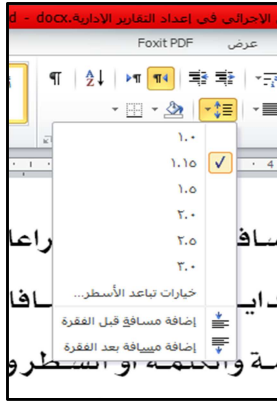 الاجرائي في إعداد التقارير الإدارية.docx - d
عرض
Foxit PDF
١.٠
١.١٥
١.٥
٢.٠
٢.٥
٣.٠
خيارات تباعد الأسطر...
إضافة مسافة قبل الفقرة
إضافة مسافة بعد الفقرة